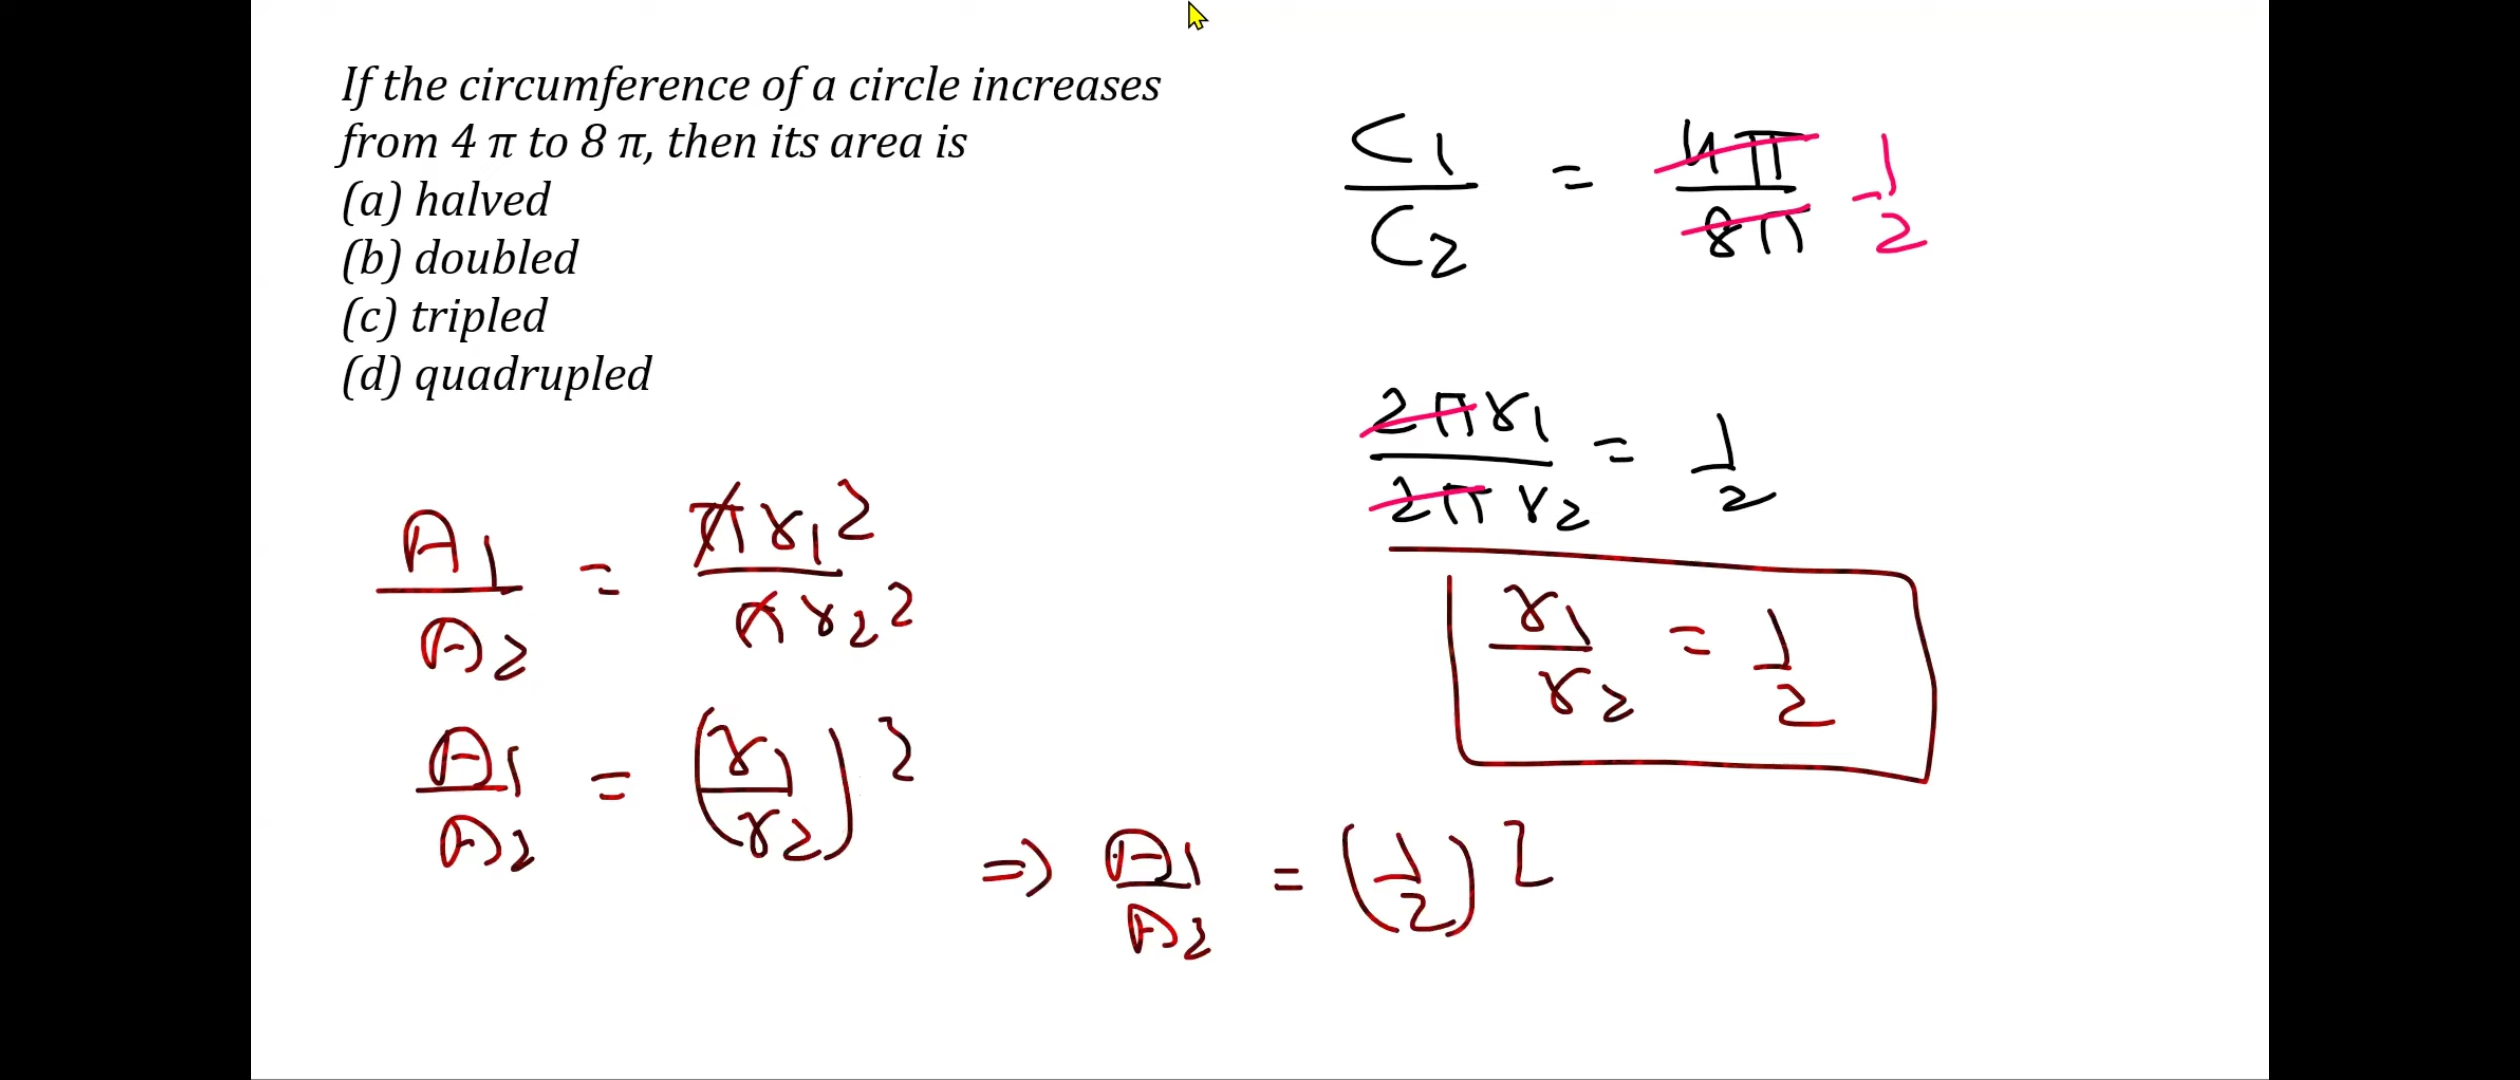 If the circumference of a circle increases
from 4 π to 8 π, then its area is
(a) halved
(b) doubled
(c) tripled
(d) quadrupled
C1/C2 = 4π/8π 1/2
2πr1/2πr2 = 1/2
r1/r2 = 1/2
A1/A2 = πr1²/πr2²
A1/A2 = (r1/r2)²
⇒ A1/A2 = (1/2)²